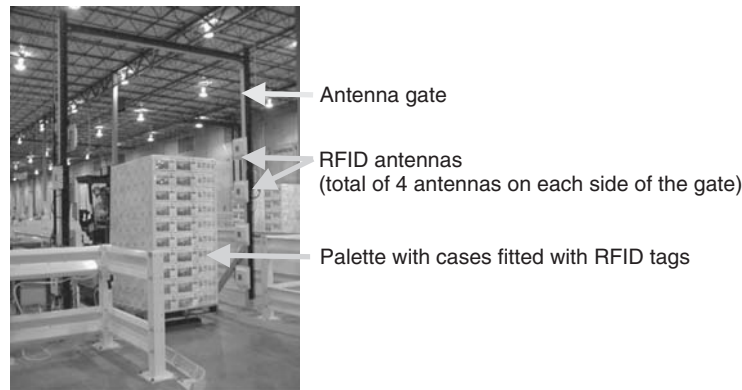 Antenna gate
RFID antennas
(total of 4 antennas on each side of the gate)
Palette with cases fitted with RFID tags